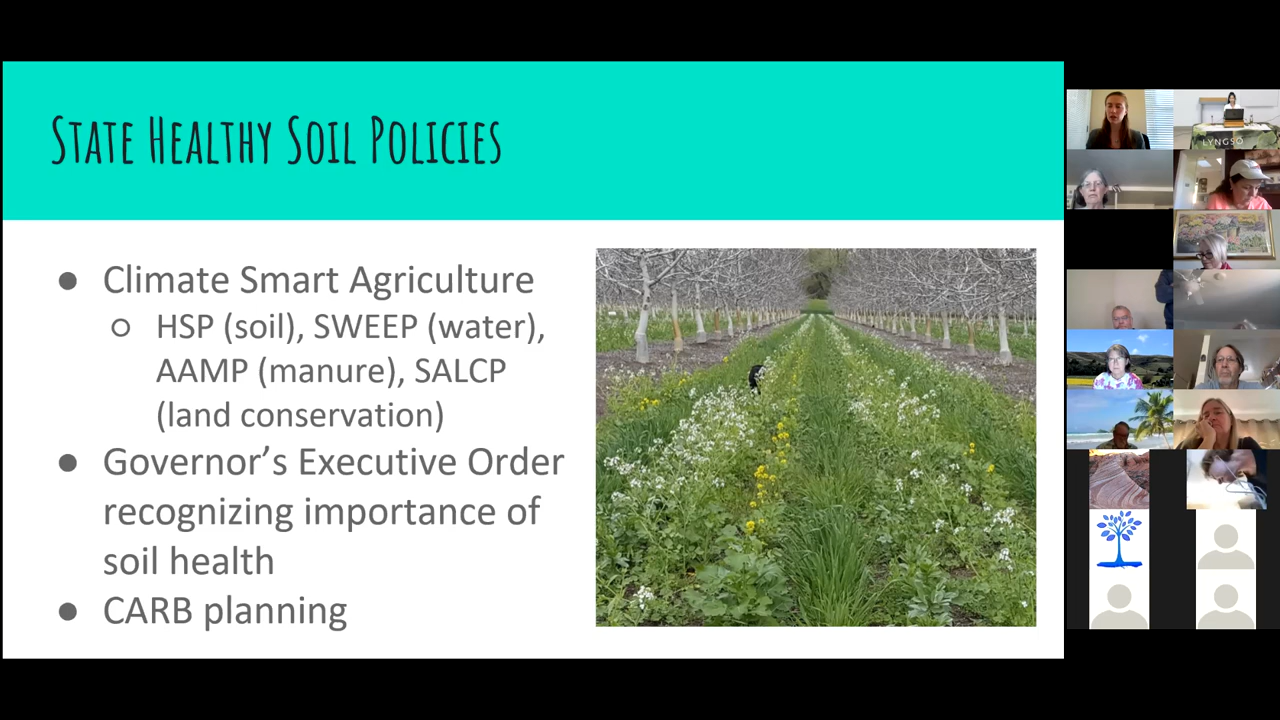 STATE HEALTHY SOIL POLICIES
● Climate Smart Agriculture
○ HSP (soil), SWEEP (water),
AAMP (manure), SALCP
(land conservation)
● Governor’s Executive Order
recognizing importance of
soil health
● CARB planning
LYNGSO